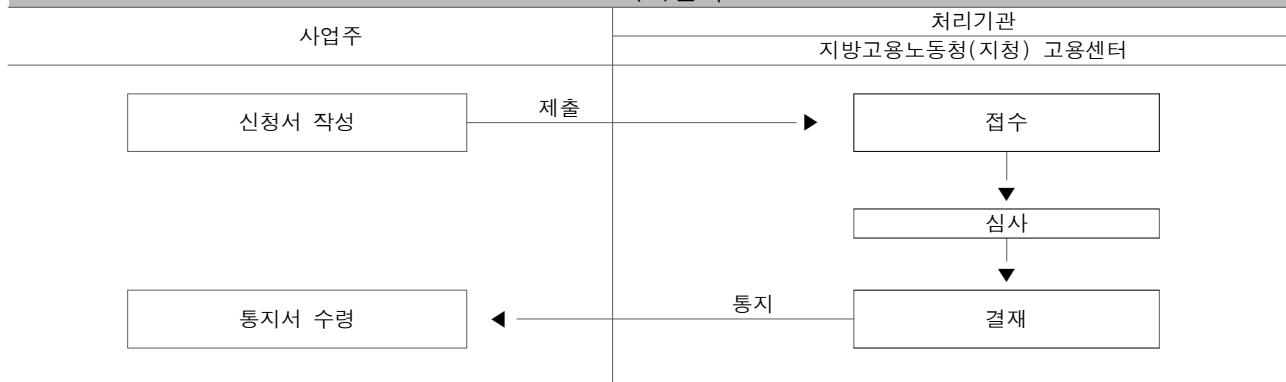 사업주
처리기관
지방고용노동청(지청) 고용센터
신청서 작성
제출
접수
심사
통지서 수령
통지
결재